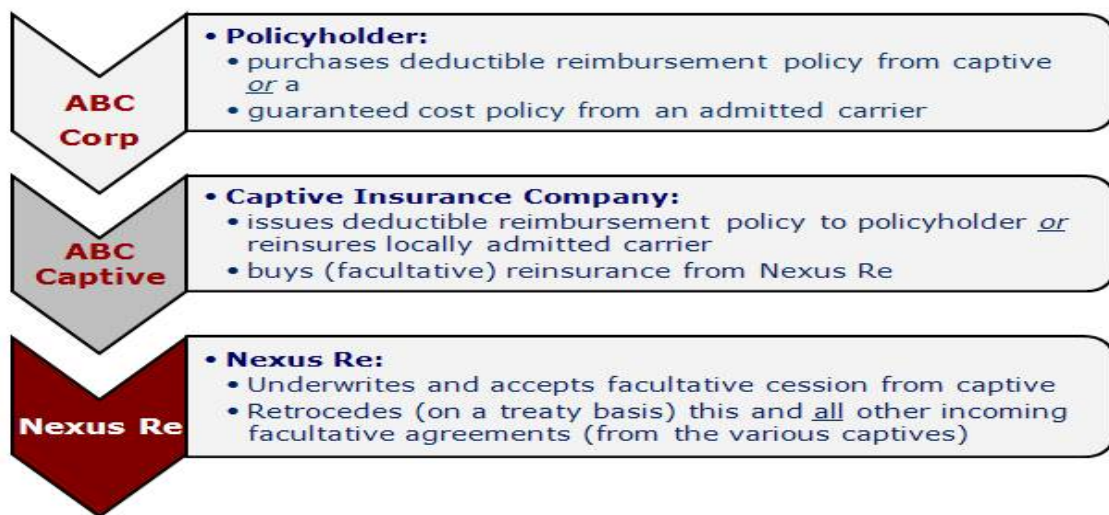 ABC
Corp
• Policyholder:
• purchases deductible reimbursement policy from captive
or a
• guaranteed cost policy from an admitted carrier
ABC
Captive
• Captive Insurance Company:
• issues deductible reimbursement policy to policyholder or
reinsures locally admitted carrier
• buys (facultative) reinsurance from Nexus Re
Nexus Re
• Nexus Re:
• Underwrites and accepts facultative cession from captive
• Retrocedes (on a treaty basis) this and all other incoming
facultative agreements (from the various captives)